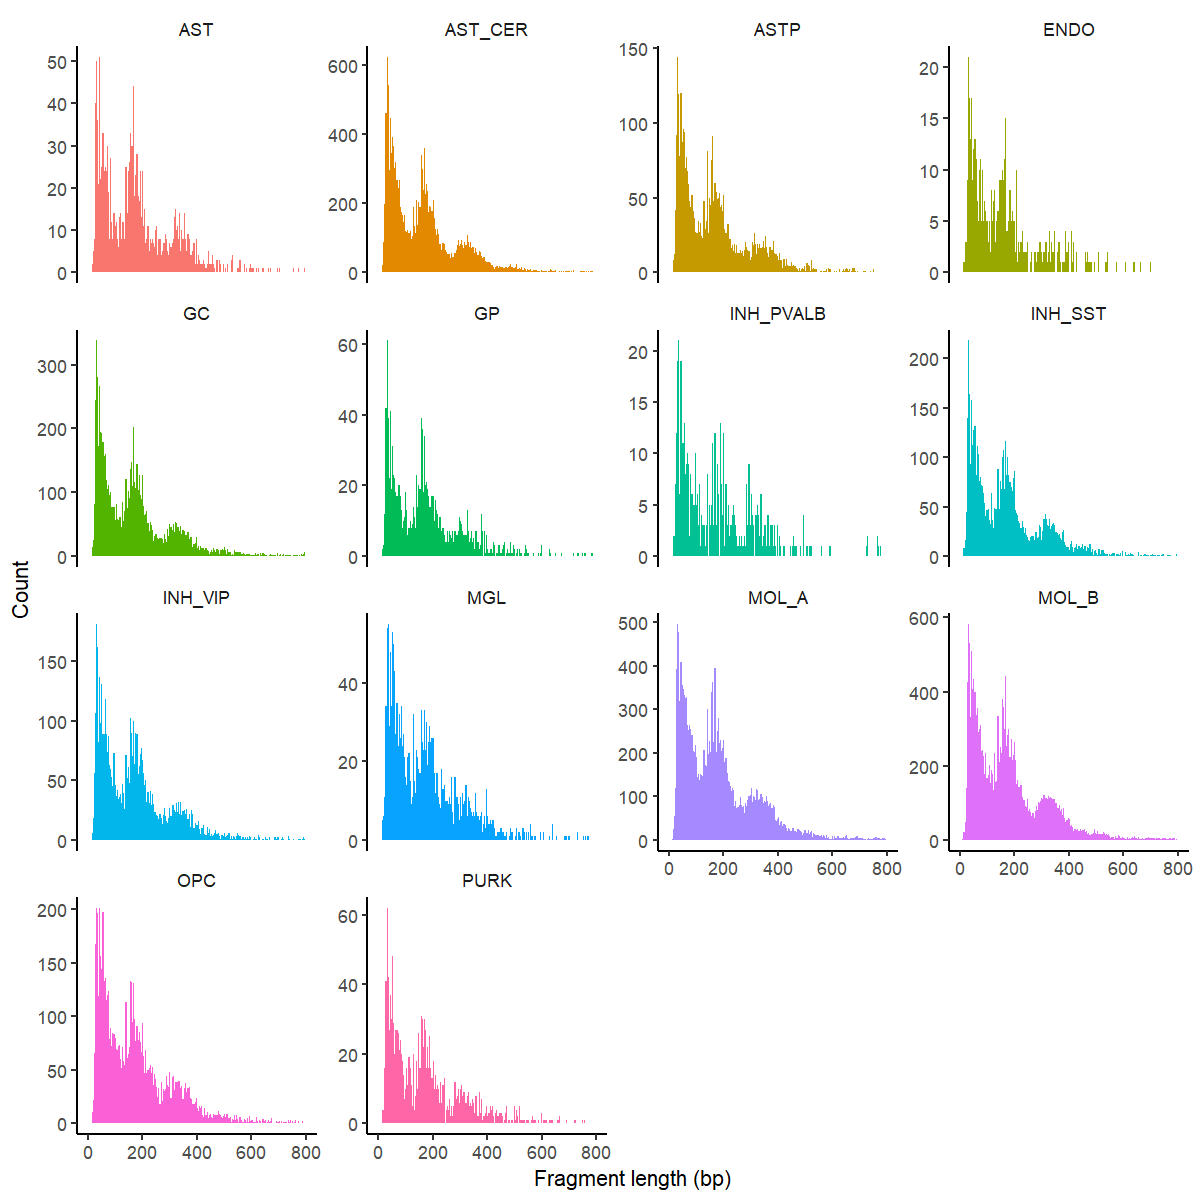 AST AST_CER ASTP ENDO
50 600 150 20
40 400 100 15
30 200 50 10
20 0 0 5
10 0
0
GC GP INH_PVALB INH_SST
300 60 20 200
200 40 15 150
100 20 10 100
0 0 5 50
0 0
Count
INH_VIP MGL MOL_A MOL_B
150 40 500 600
100 20 400 400
50 0 300 200
0 200 0
100
0
0 200 400 600 800 0 200 400 600 800
OPC PURK
200 60
150 40
100 20
50 0
0
0 200 400 600 800 0 200 400 600 800
Fragment length (bp)